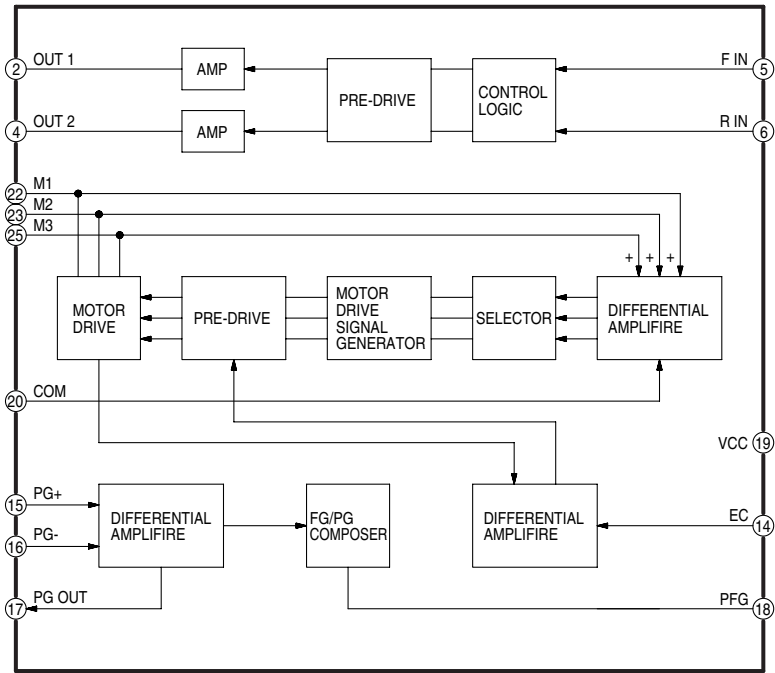 2 OUT 1
AMP
F IN 5
PRE-DRIVE
CONTROL
LOGIC
4 OUT 2
AMP
R IN 6
22 M1
23 M2
25 M3
+ + +
MOTOR
DRIVE
PRE-DRIVE
MOTOR
DRIVE
SIGNAL
GENERATOR
SELECTOR
DIFFERENTIAL
AMPLIFIRE
20 COM
VCC 19
15 PG+
16 PG-
DIFFERENTIAL
AMPLIFIRE
FG/PG
COMPOSER
DIFFERENTIAL
AMPLIFIRE
EC 14
17 PG OUT
PFG 18